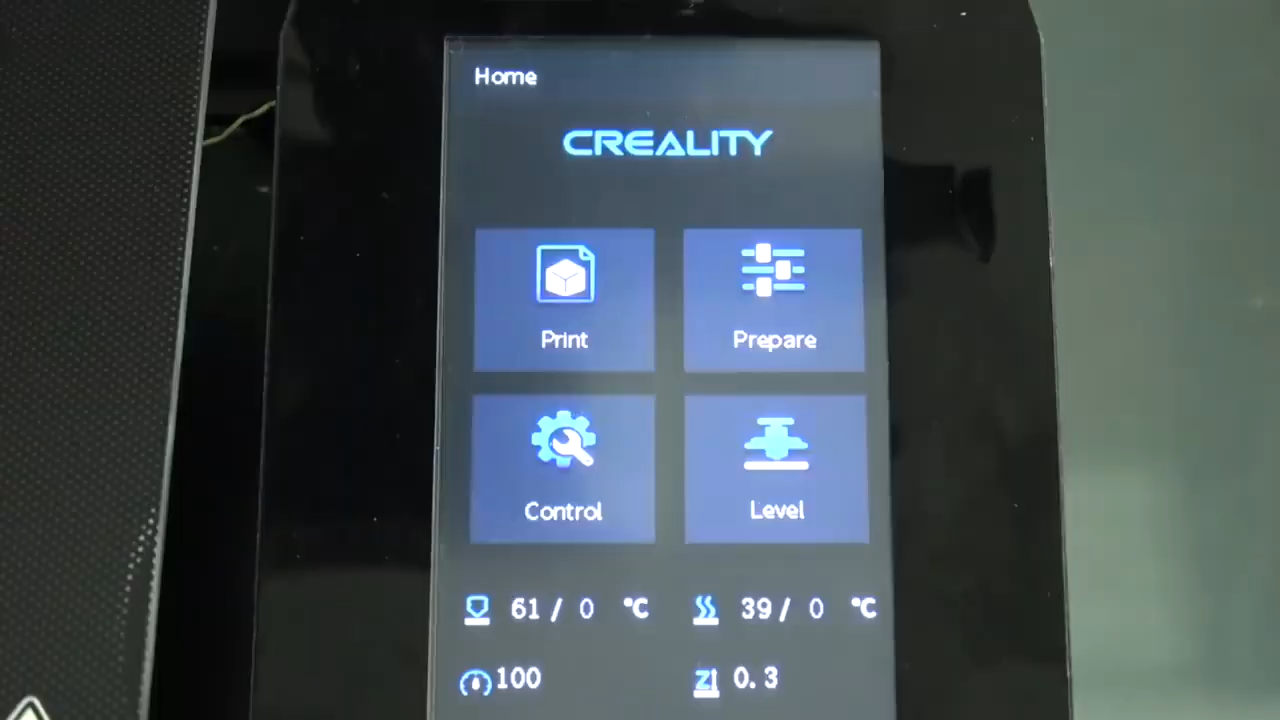 Home
CREALITY
Print
Prepare
Control
Level
61 / 0 °C
39 / 0 °C
100
Z 0.3